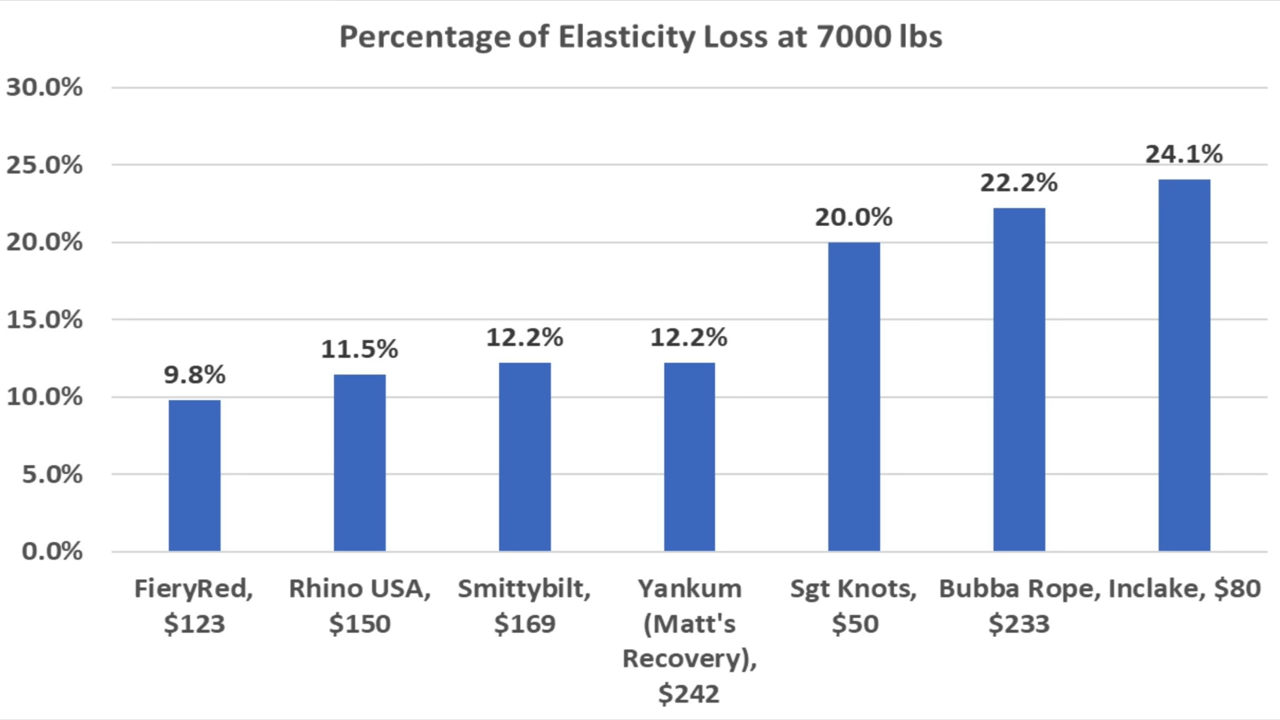 Percentage of Elasticity Loss at 7000 lbs
30.0%
25.0%
20.0%
15.0%
10.0%
5.0%
0.0%
9.8%
11.5%
12.2%
12.2%
20.0%
22.2%
24.1%
FieryRed,
$123
Rhino USA,
$150
Smittybilt,
$169
Yankum
(Matt's
Recovery),
$242
Sgt Knots,
$50
Bubba Rope,
$233
Inclake, $80